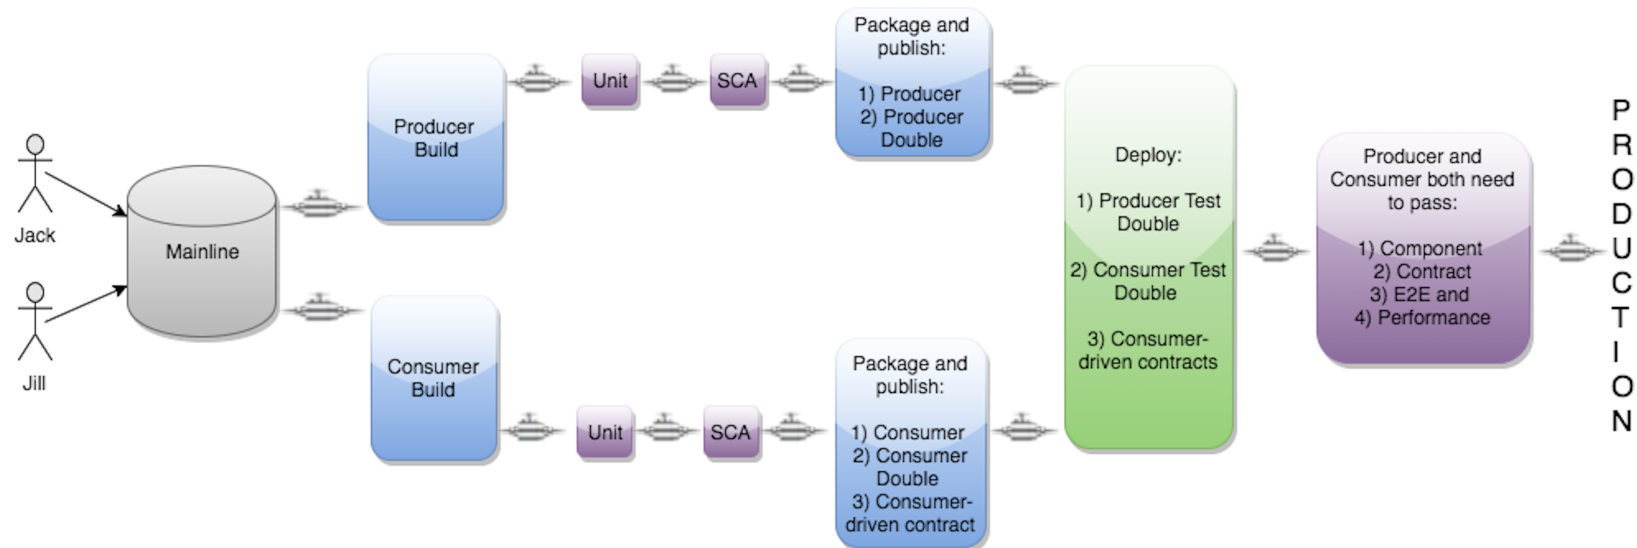 Jack
Jill
Mainline
Producer
Build
Unit
SCA
Package and
publish:
1) Producer
2) Producer
Double
Consumer
Build
Unit
SCA
Package and
publish:
1) Consumer
2) Consumer
Double
3) Consumer-
driven contract
Deploy:
1) Producer Test
Double
2) Consumer Test
Double
3) Consumer-
driven contracts
Producer and
Consumer both need
to pass:
1) Component
2) Contract
3) E2E and
4) Performance
P
R
O
D
U
C
T
I
O
N